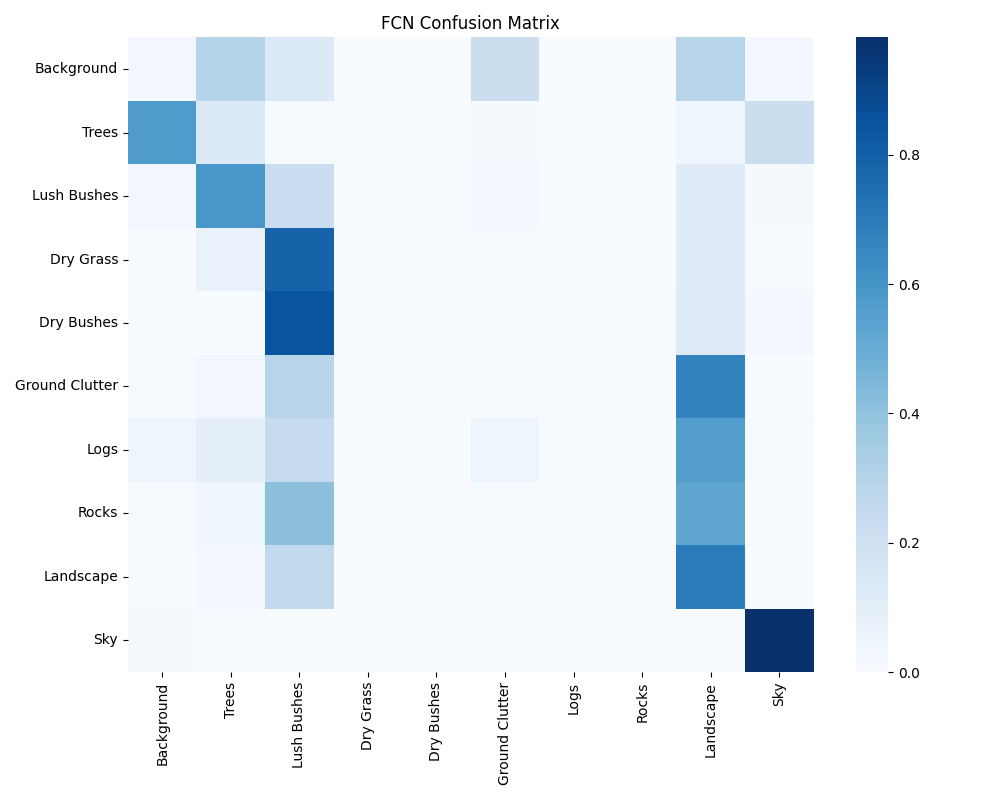 FCN Confusion Matrix
Background
Trees
Lush Bushes
Dry Grass
Dry Bushes
Ground Clutter
Logs
Rocks
Landscape
Sky
Background
Trees
Lush Bushes
Dry Grass
Dry Bushes
Ground Clutter
Logs
Rocks
Landscape
Sky
0.8
0.6
0.4
0.2
0.0